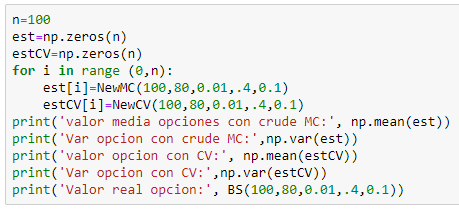 n=100
est=np.zeros(n)
estCV=np.zeros(n)
for i in range (0,n):
    est[i]=NewMC(100,80,0.01,.4,0.1)
    estCV[i]=NewCV(100,80,0.01,.4,0.1)
print('valor media opciones con crude MC:', np.mean(est))
print('Var opcion con crude MC:',np.var(est))
print('valor opcion con CV:', np.mean(estCV))
print('Var opcion con CV:',np.var(estCV))
print('Valor real opcion:', BS(100,80,0.01,.4,0.1))